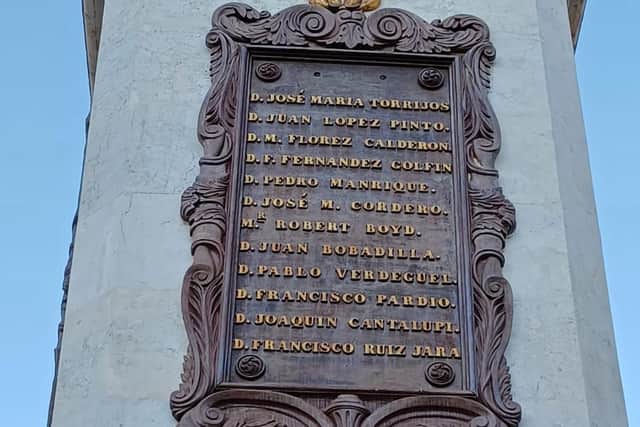 D. JOSÉ MARIA TORRIJOS
D. JUAN LOPEZ PINTO.
D. M. FLOREZ CALDERON
D. F. FERNANDEZ GOLFIN
D. PEDRO MANRIQUE.
D. JOSÉ M. CORDERO.
M.R ROBERT BOYD.
D. JUAN BOBADILLA.
D. PABLO VERDEGUEL.
D. FRANCISCO PARDIO.
D. JOAQUIN CANTALUPI.
D. FRANCISCO RUIZ JARA